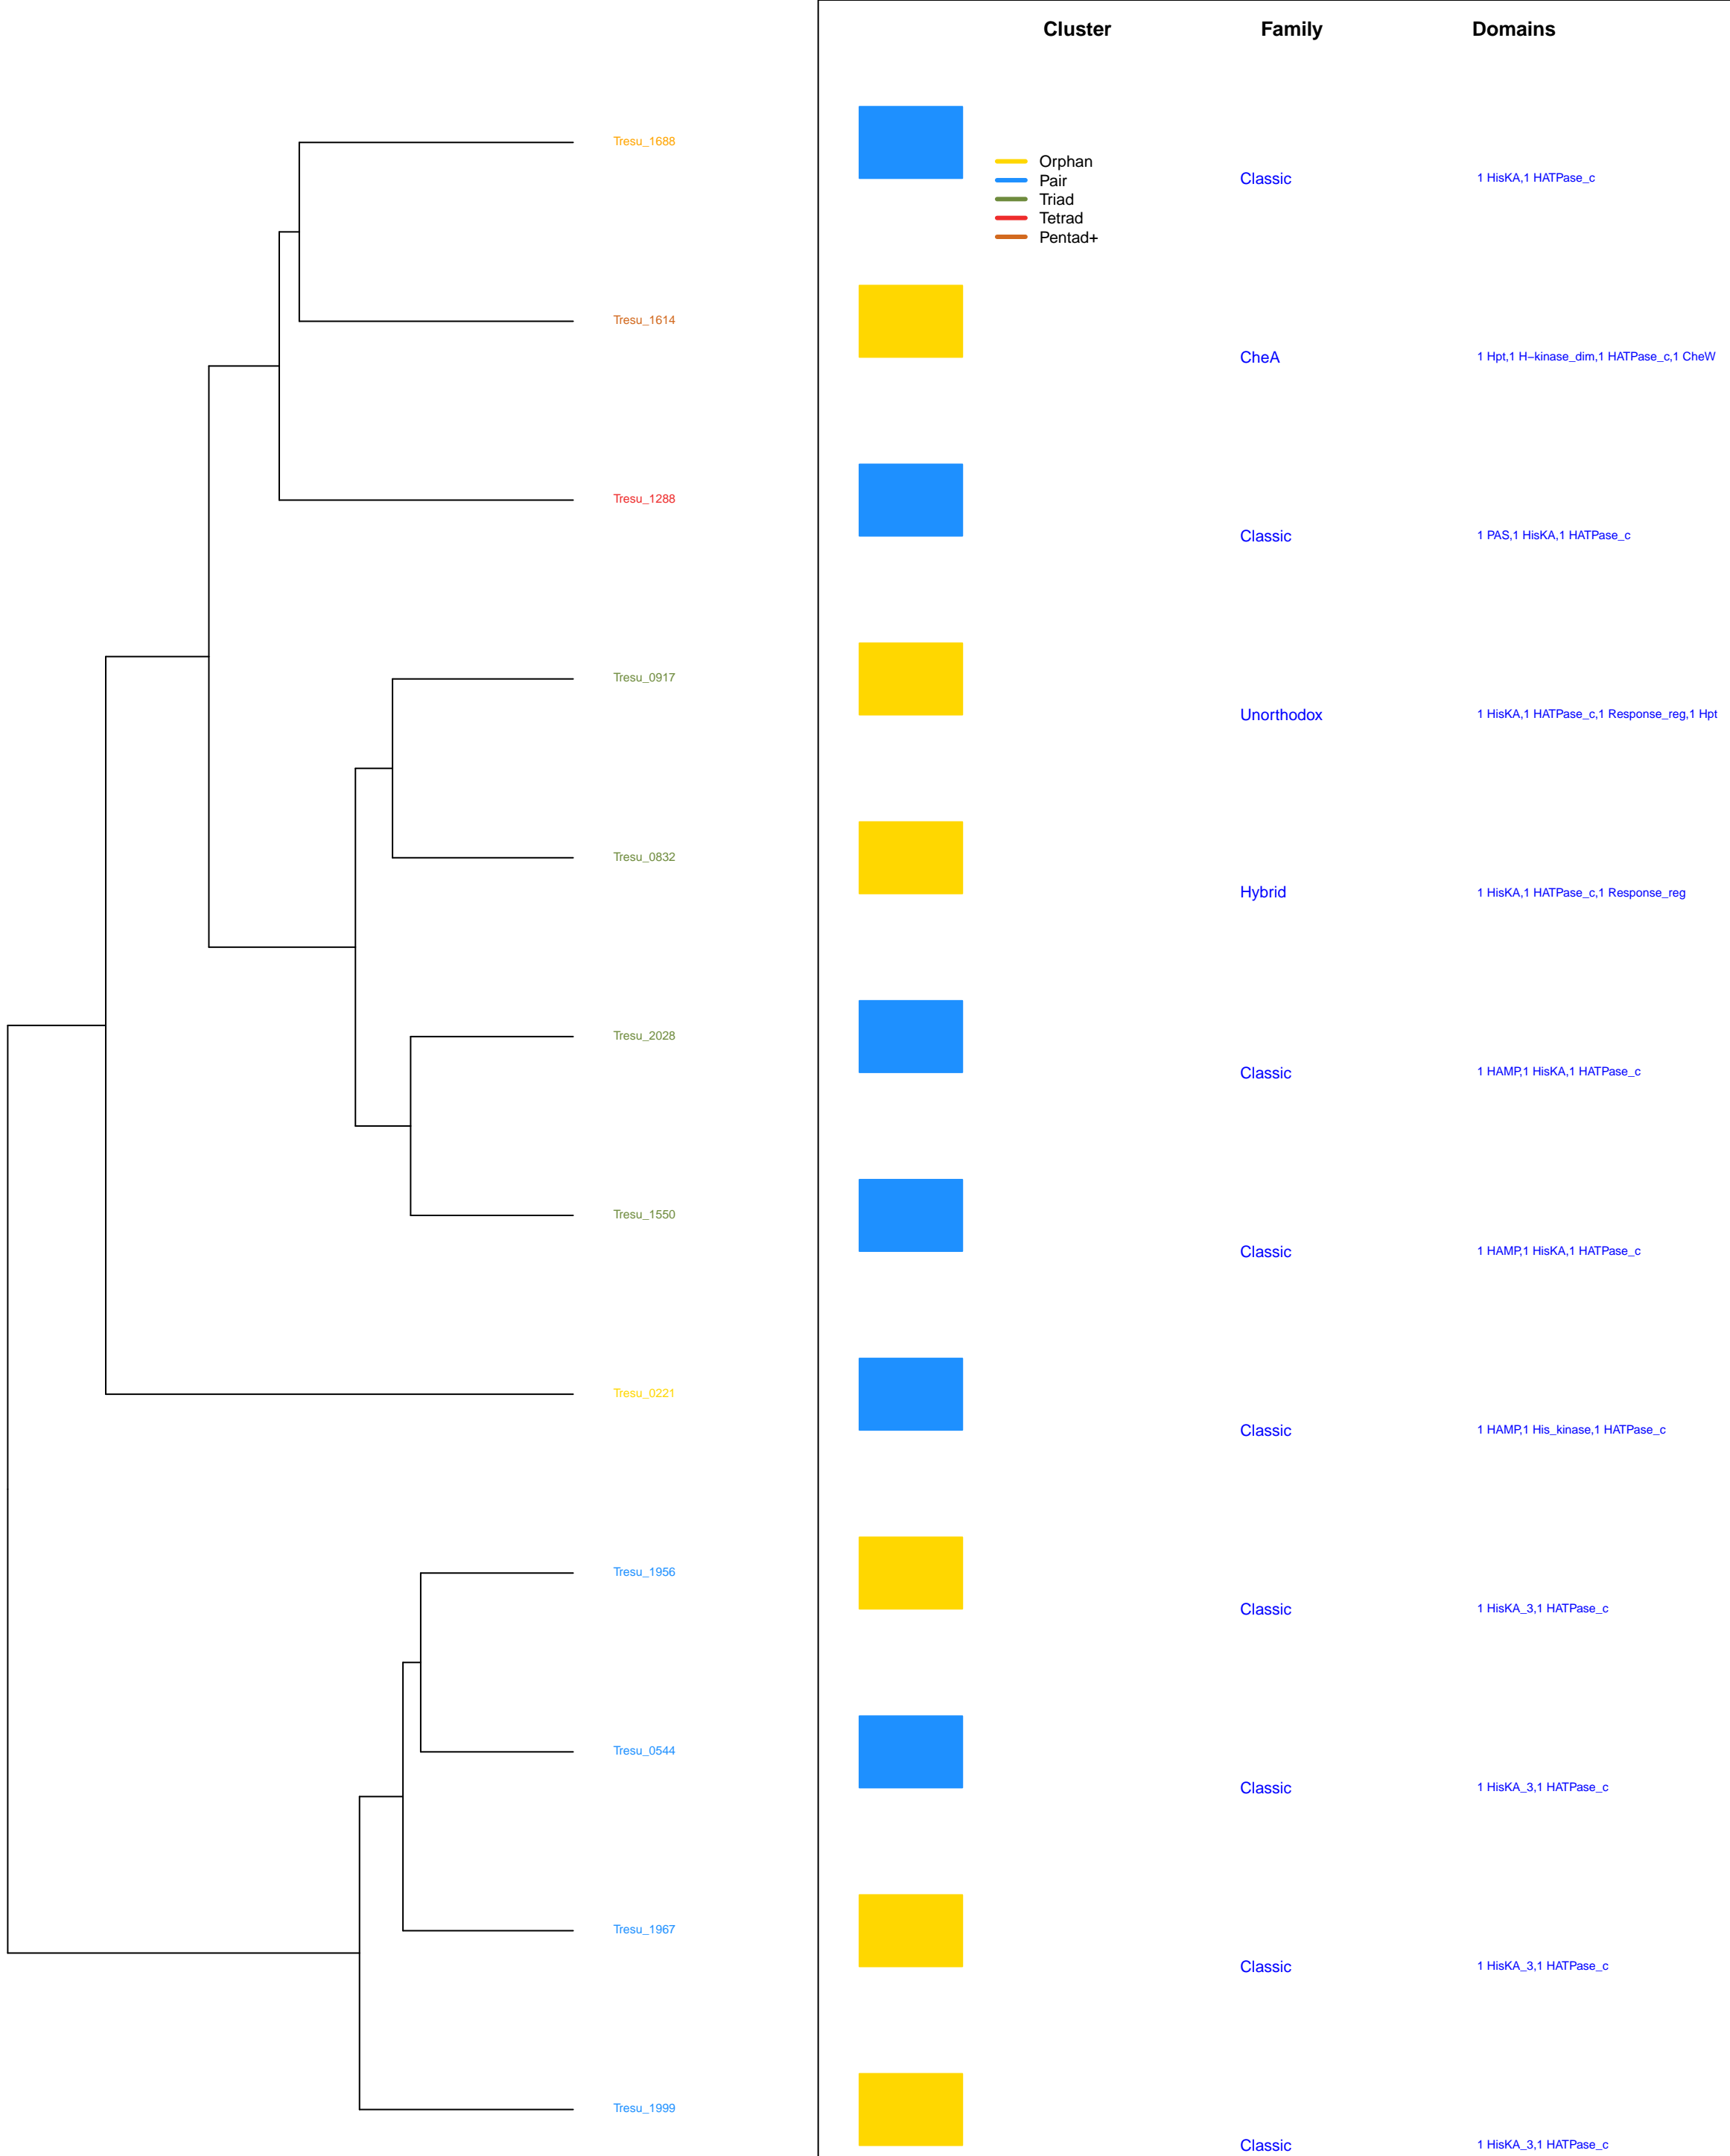 Cluster Family Domains
Tresu_1688
Orphan
Pair
Triad
Tetrad
Pentad+
Classic 1 HisKA,1 HATPase_c
Tresu_1614
CheA 1 Hpt,1 H−kinase_dim,1 HATPase_c,1 CheW
Tresu_1288
Classic 1 PAS,1 HisKA,1 HATPase_c
Tresu_0917
Unorthodox 1 HisKA,1 HATPase_c,1 Response_reg,1 Hpt
Tresu_0832
Hybrid 1 HisKA,1 HATPase_c,1 Response_reg
Tresu_2028
Classic 1 HAMP,1 HisKA,1 HATPase_c
Tresu_1550
Classic 1 HAMP,1 HisKA,1 HATPase_c
Tresu_0221
Classic 1 HAMP,1 His_kinase,1 HATPase_c
Tresu_1956
Classic 1 HisKA_3,1 HATPase_c
Tresu_0544
Classic 1 HisKA_3,1 HATPase_c
Tresu_1967
Classic 1 HisKA_3,1 HATPase_c
Tresu_1999
Classic 1 HisKA_3,1 HATPase_c